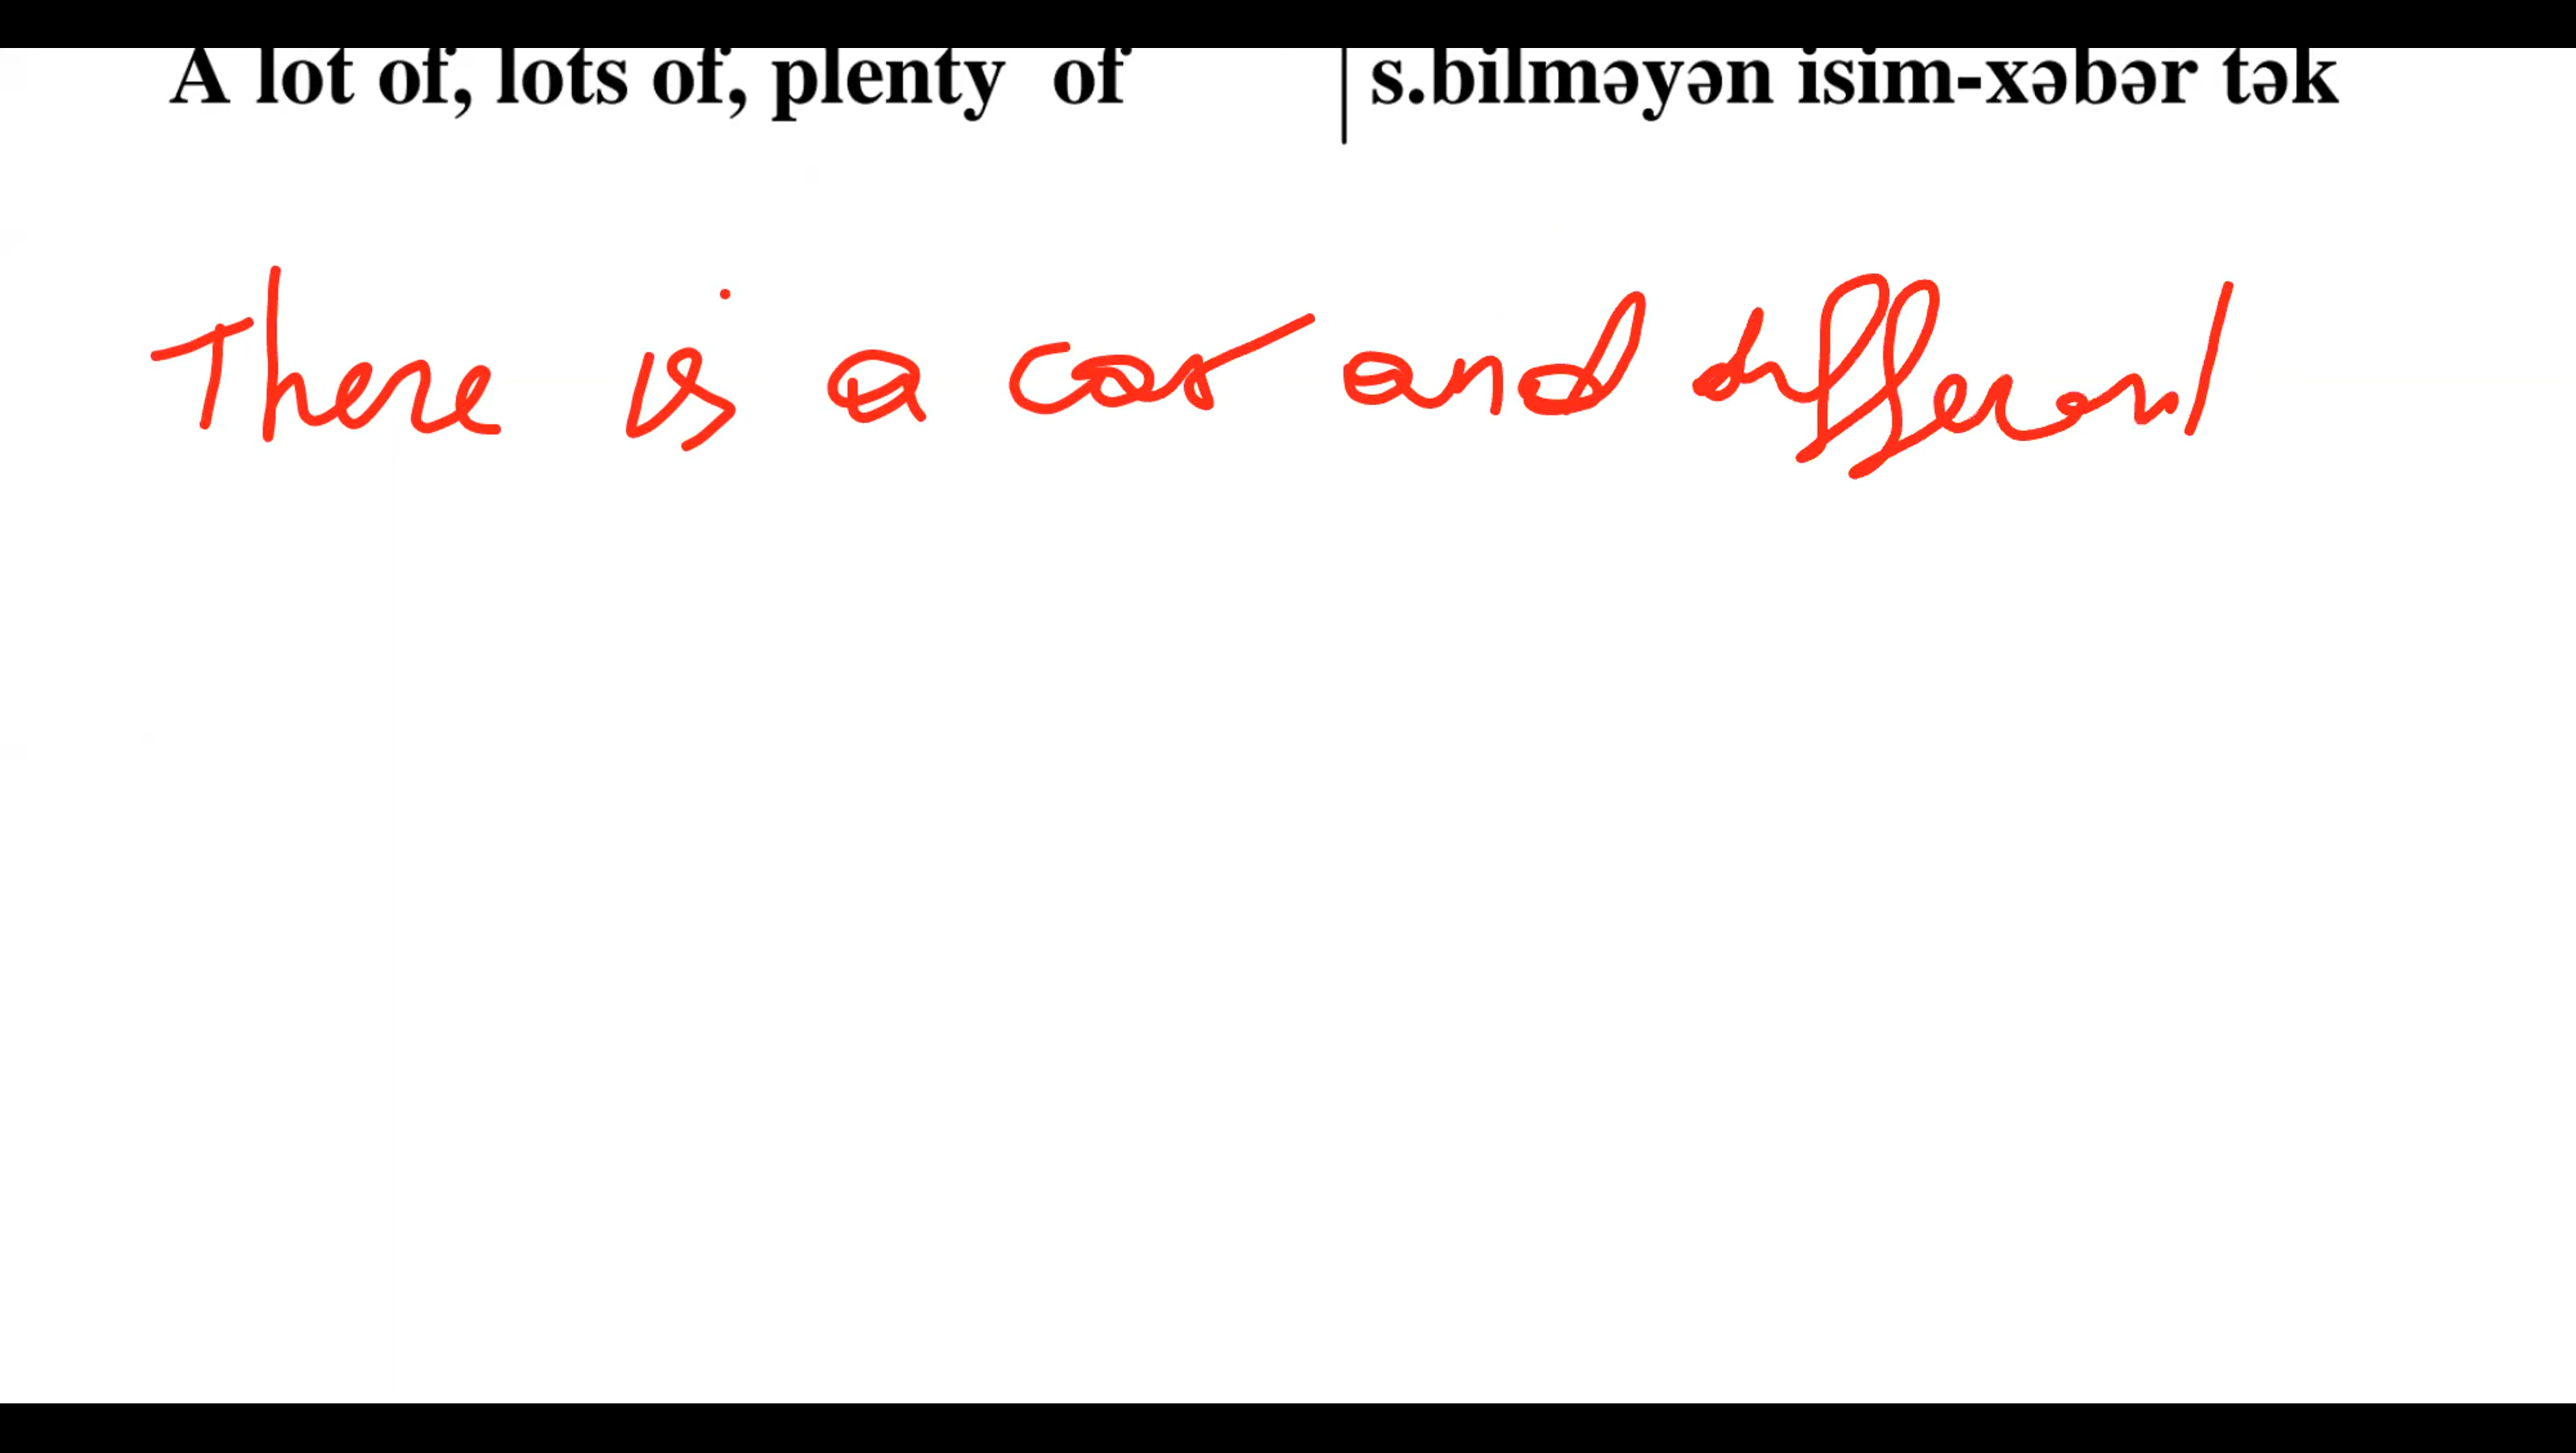 A lot of, lots of, plenty of | s.bilməyən isim-xəbər tək
There is a car and different